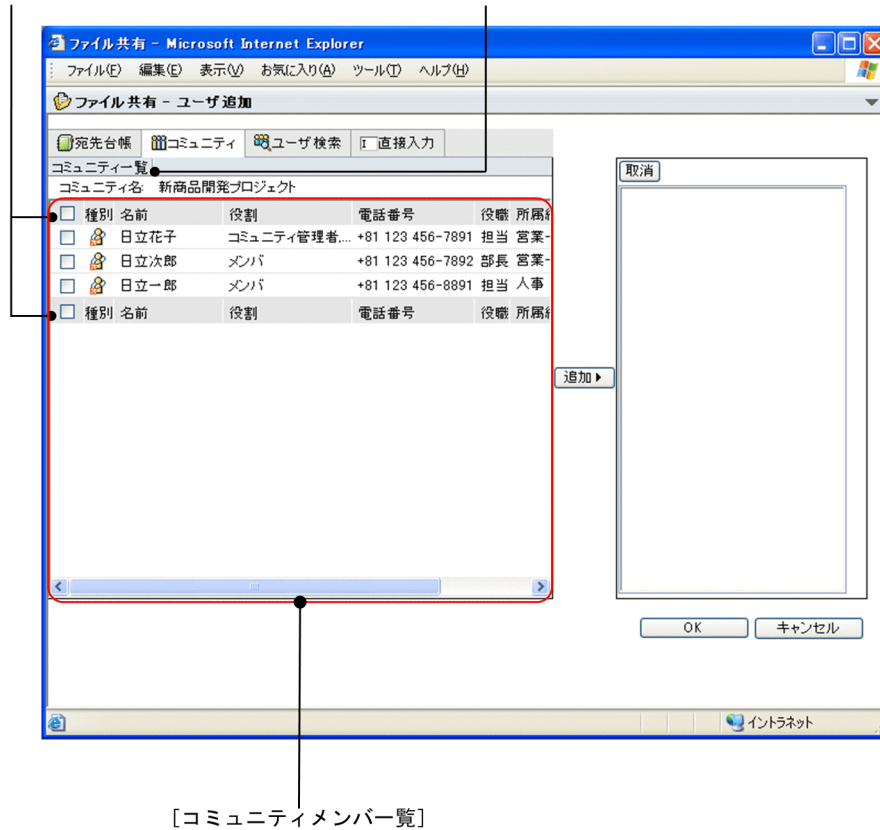 ファイル共有 - Microsoft Internet Explorer
ファイル(F) 編集(E) 表示(V) お気に入り(A) ツール(T) ヘルプ(H)
ファイル共有 - ユーザ追加
宛先台帳 コミュニティ ユーザ検索 I 直接入力
コミュニティ一覧
コミュニティ名: 新商品開発プロジェクト
取消
種別 名前 役割 電話番号 役職 所属
日立花子 コミュニティ管理者,... +81 123 456-7891 担当 営業-
日立次郎 メンバ +81 123 456-7892 部長 営業-
日立一郎 メンバ +81 123 456-8891 担当 人事
種別 名前 役割 電話番号 役職 所属
追加
OK キャンセル
イントラネット
[コミュニティメンバ一覧]